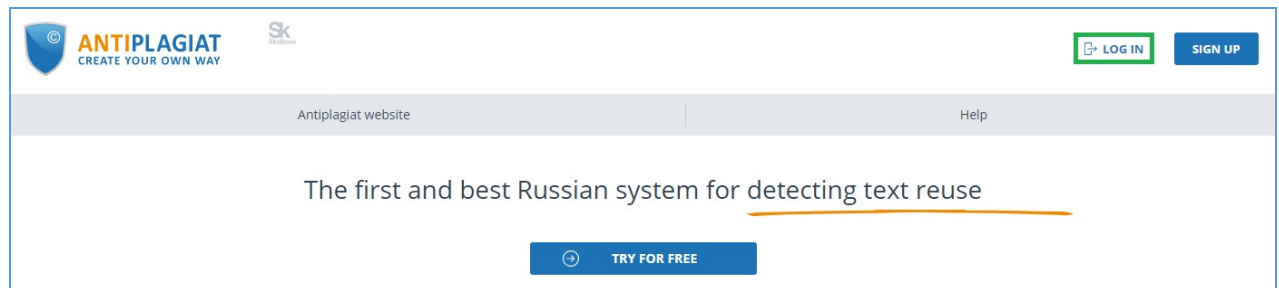 ©
ANTIPLAGIAT
CREATE YOUR OWN WAY
Sk
Skolkovo
LOG IN
SIGN UP
Antiplagiat website
Help
The first and best Russian system for detecting text reuse
TRY FOR FREE